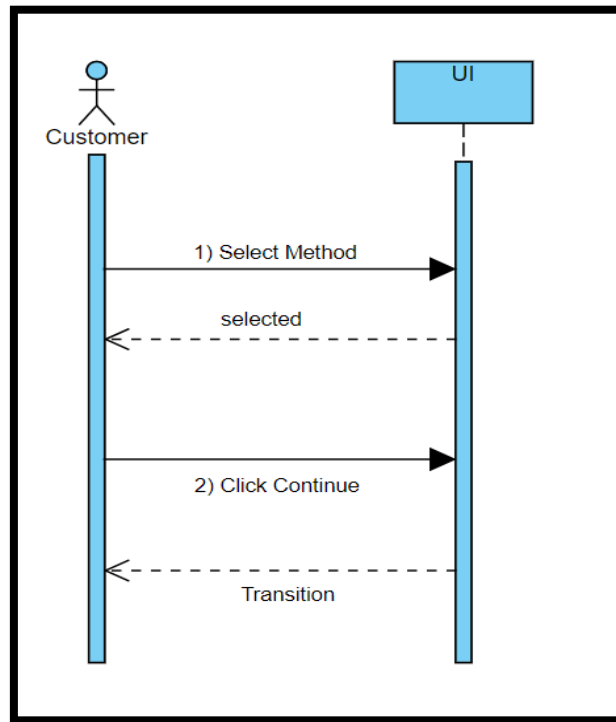 UI
Customer
1) Select Method
selected
2) Click Continue
Transition